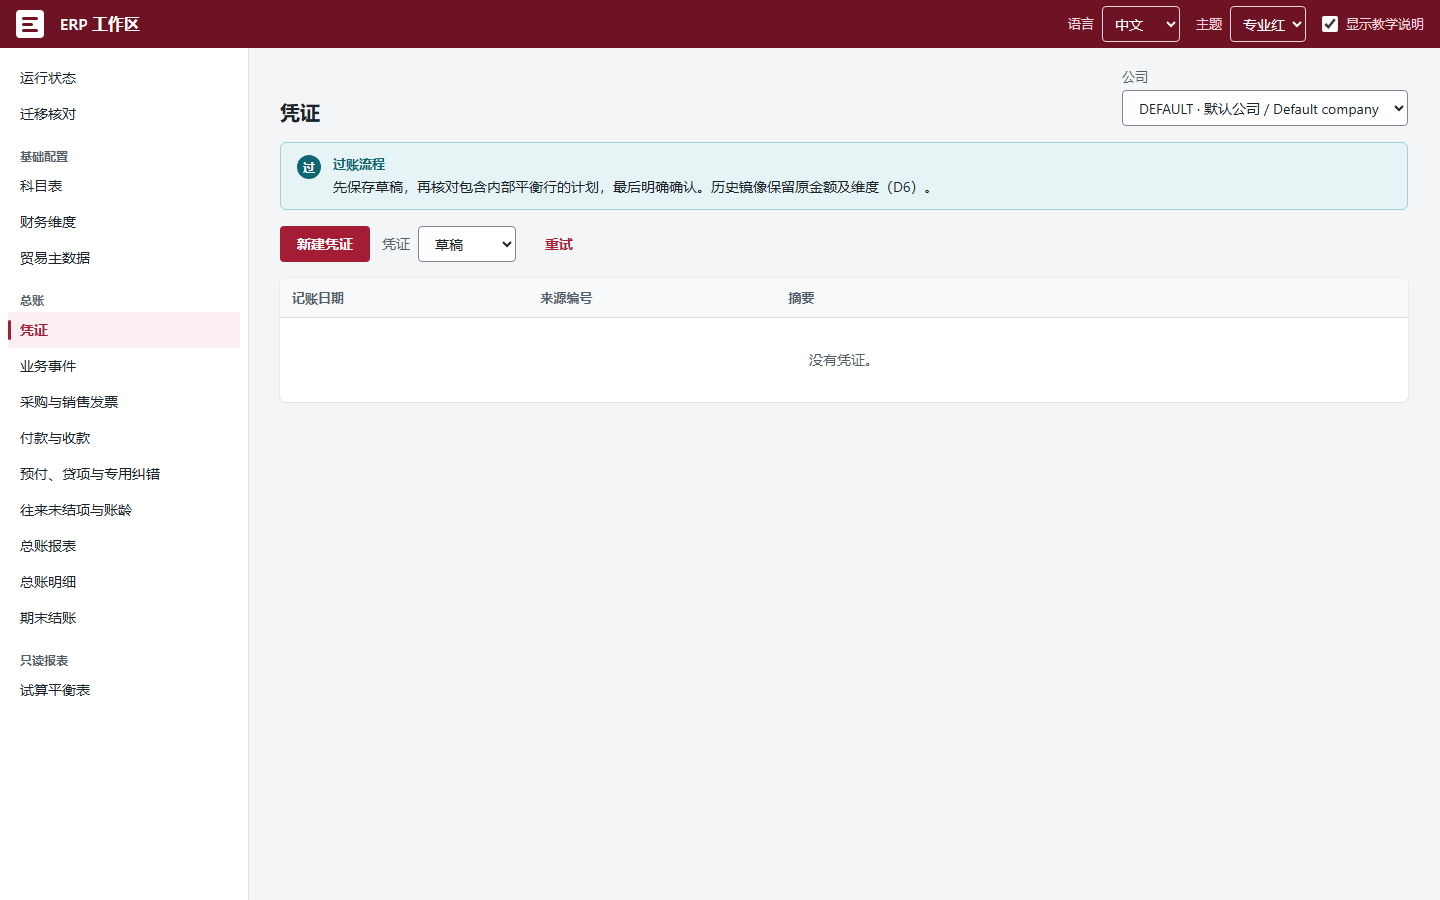 ERP 工作区
语言 中文 主题 专业红 显示教学说明
运行状态
迁移核对
基础配置
科目表
财务维度
贸易主数据
总账
凭证
业务事件
采购与销售发票
付款与收款
预付、贷项与专用纠错
往来未结项与账龄
总账报表
总账明细
期末结账
只读报表
试算平衡表
公司
凭证
DEFAULT · 默认公司 / Default company
过
过账流程
先保存草稿，再核对包含内部平衡行的计划，最后明确确认。历史镜像保留原金额及维度（D6）。
新建凭证 凭证 草稿 重试
记账日期 来源编号 摘要
没有凭证。